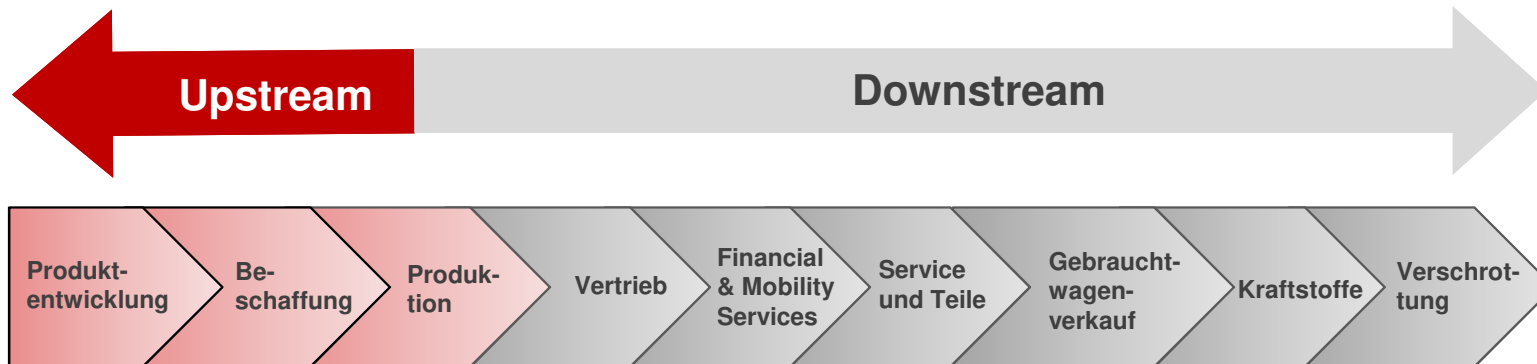 Upstream
Downstream
Produkt-
entwicklung
Be-
schaffung
Produk-
tion
Vertrieb
Financial
& Mobility
Services
Service
und Teile
Gebraucht-
wagen-
verkauf
Kraftstoffe
Verschrot-
tung